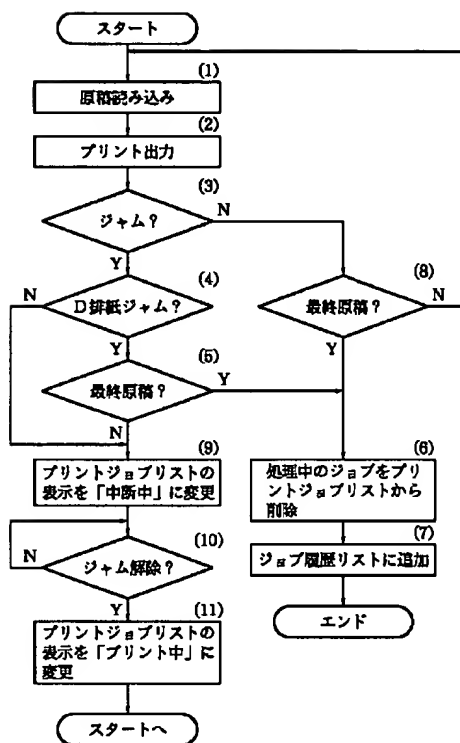 スタート
(1)
原稿読み込み
(2)
プリント出力
(3)
ジャム？
N
Y
(4)
N
D排紙ジャム？
Y
(5)
最終原稿？
Y
N
(8)
最終原稿？
N
Y
(9)
プリントジョブリストの
表示を「中断中」に変更
(10)
N
ジャム解除？
Y
(11)
プリントジョブリストの
表示を「プリント中」に
変更
スタートへ
(6)
処理中のジョブをプリ
ントジョブリストから
削除
(7)
ジョブ履歴リストに追加
エンド